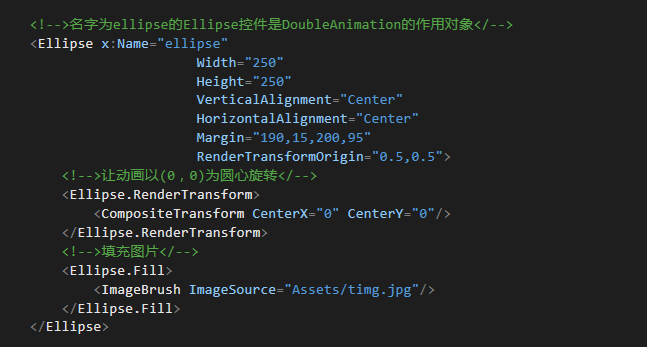 <!-->名字为ellipse的Ellipse控件是DoubleAnimation的作用对象</-->
<Ellipse x:Name="ellipse"
Width="250"
Height="250"
VerticalAlignment="Center"
HorizontalAlignment="Center"
Margin="190,15,200,95"
RenderTransformOrigin="0.5,0.5">
<!-->让动画以(0，0)为圆心旋转</-->
<Ellipse.RenderTransform>
<CompositeTransform CenterX="0" CenterY="0"/>
</Ellipse.RenderTransform>
<!-->填充图片</-->
<Ellipse.Fill>
<ImageBrush ImageSource="Assets/timg.jpg"/>
</Ellipse.Fill>
</Ellipse>